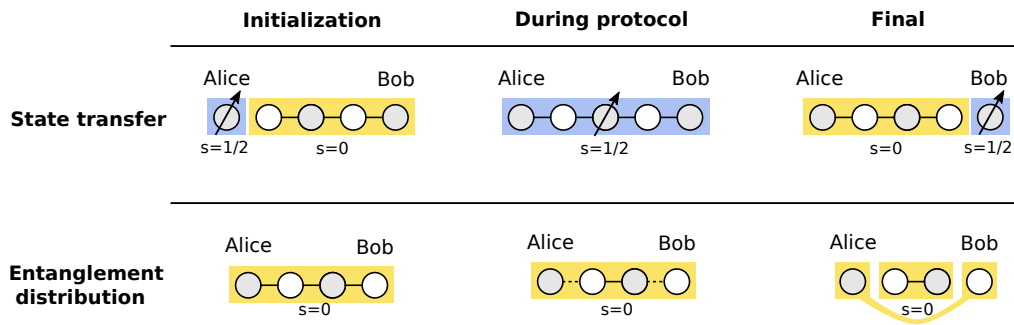 Initialization During protocol Final
Alice Bob Alice Bob Alice Bob
State transfer
s=1/2 s=0 s=1/2 s=0 s=1/2
Alice Bob Alice Bob Alice Bob
Entanglement
distribution
s=0 s=0 s=0